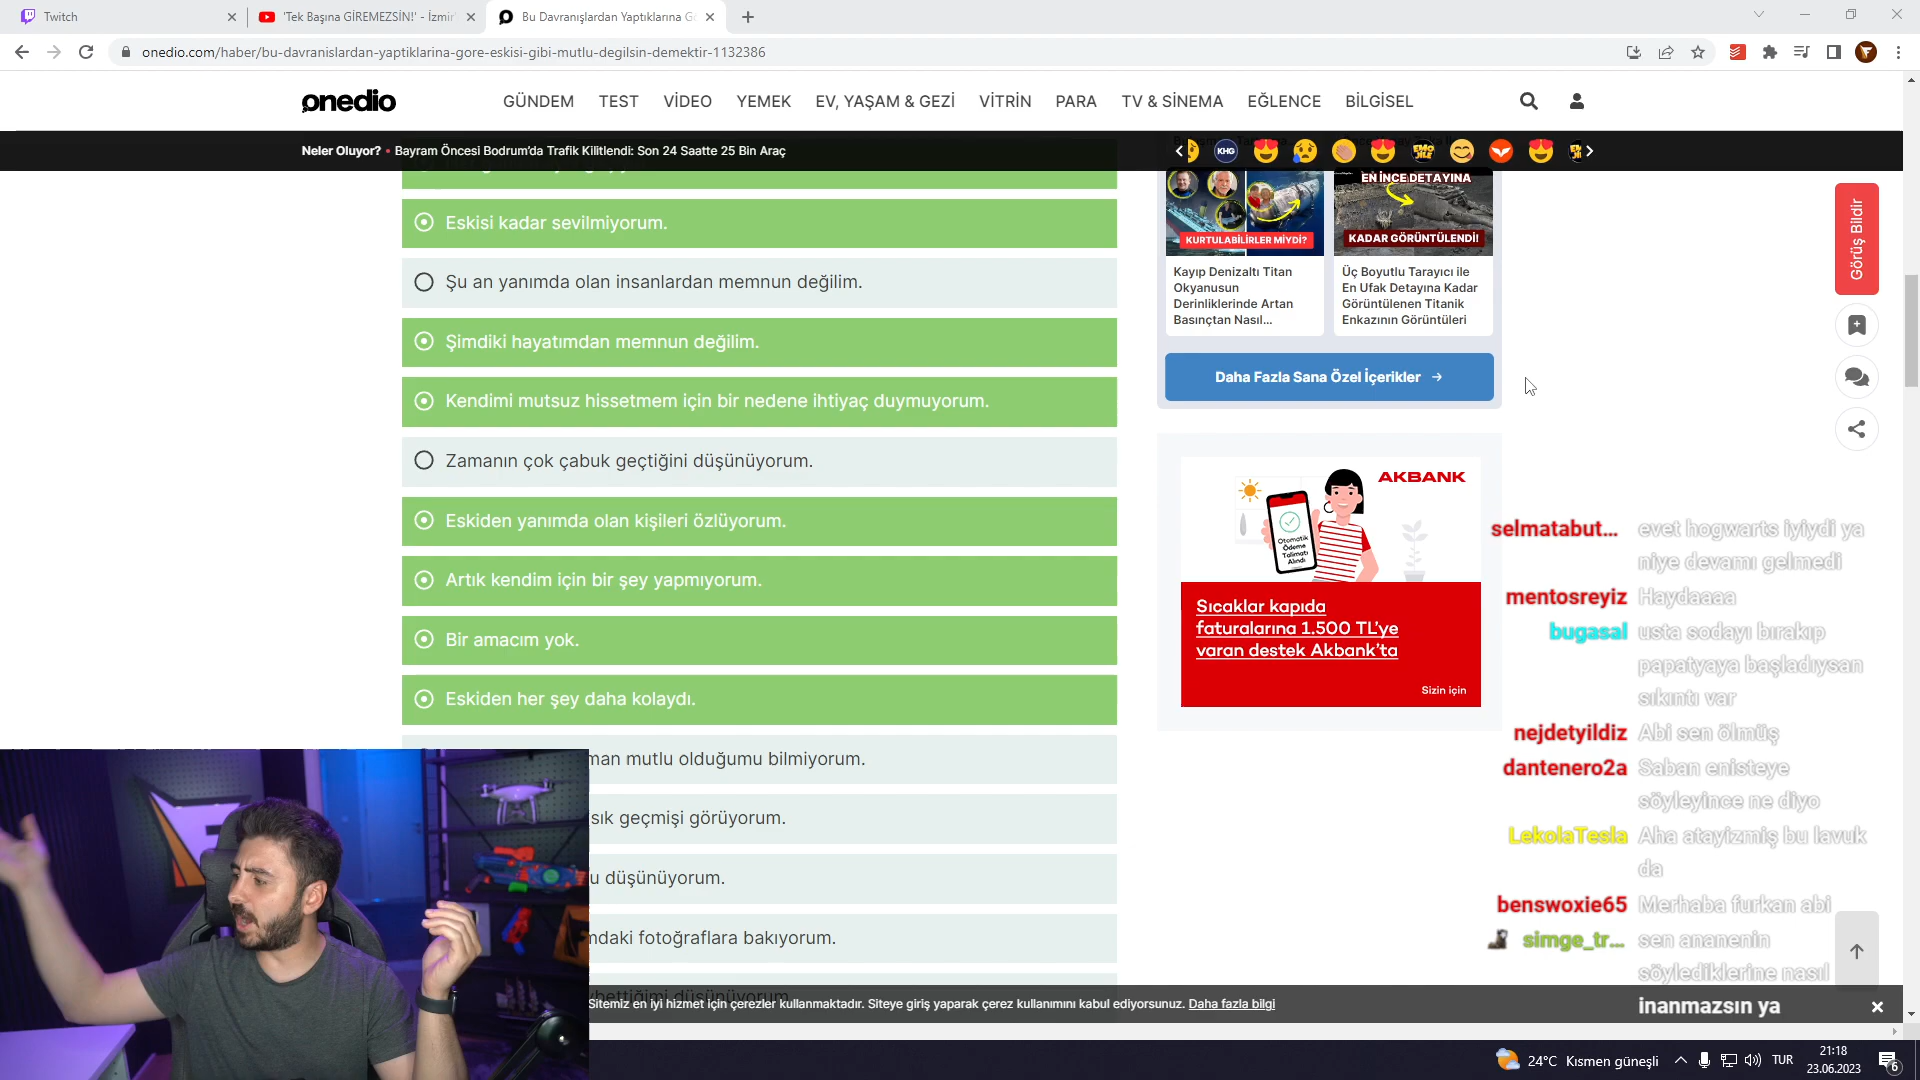 Twitch
'Tek Başına GİREMEZSİN!' - İzmir
Bu Davranışlardan Yaptıklarına Gö
onedio.com/haber/bu-davranislardan-yaptiklarina-gore-eskisi-gibi-mutlu-degilsin-demektir-1132386
onedio
GÜNDEM
TEST
VİDEO
YEMEK
EV, YAŞAM & GEZİ
VİTRİN
PARA
TV & SİNEMA
EĞLENCE
BİLGİSEL
Neler Oluyor? • Bayram Öncesi Bodrum'da Trafik Kilitlendi: Son 24 Saatte 25 Bin Araç
KHG
Eskisi kadar sevilmiyorum.
Şu an yanımda olan insanlardan memnun değilim.
Şimdiki hayatımdan memnun değilim.
Kendimi mutsuz hissetmem için bir nedene ihtiyaç duymuyorum.
Zamanın çok çabuk geçtiğini düşünüyorum.
Eskiden yanımda olan kişileri özlüyorum.
Artık kendim için bir şey yapmıyorum.
Bir amacım yok.
Eskiden her şey daha kolaydı.
man mutlu olduğumu bilmiyorum.
sık geçmişi görüyorum.
u düşünüyorum.
mdaki fotoğraflara bakıyorum.
ybettiğimi düşünüyorum.
KURTULABİLİRLER MİYDİ?
Kayıp Denizaltı Titan
Okyanusun
Derinliklerinde Artan
Basınçtan Nasıl...
EN İNCE DETAYINA
KADAR GÖRÜNTÜLENDİ!
Üç Boyutlu Tarayıcı ile
En Ufak Detayına Kadar
Görüntülenen Titanik
Enkazının Görüntüleri
Daha Fazla Sana Özel İçerikler →
AKBANK
Otomatik
Ödeme
Talimatı
Alındı
Sıcaklar kapıda
faturalarına 1.500 TL'ye
varan destek Akbank'ta
Sizin için
Görüş Bildir
selmatabut... evet hogwarts iyiydi ya
niye devamı gelmedi
mentosreyiz Haydaaaa
bugasal usta sodayı bırakıp
papatyaya başladıysan
sıkıntı var
nejdetyildiz Abi sen ölmüş
dantenero2a Saban enisteye
söyleyince ne diyo
LekolaTesla Aha atayizmiş bu lavuk
da
benswoxie65 Merhaba furkan abi
simge_tr... sen ananenin
söylediklerine nasıl
inanmazsın ya
Sitemiz en iyi hizmet için çerezler kullanmaktadır. Siteye giriş yaparak çerez kullanımını kabul ediyorsunuz. Daha fazla bilgi
24°C Kısmen güneşli
TUR
21:18
23.06.2023
6